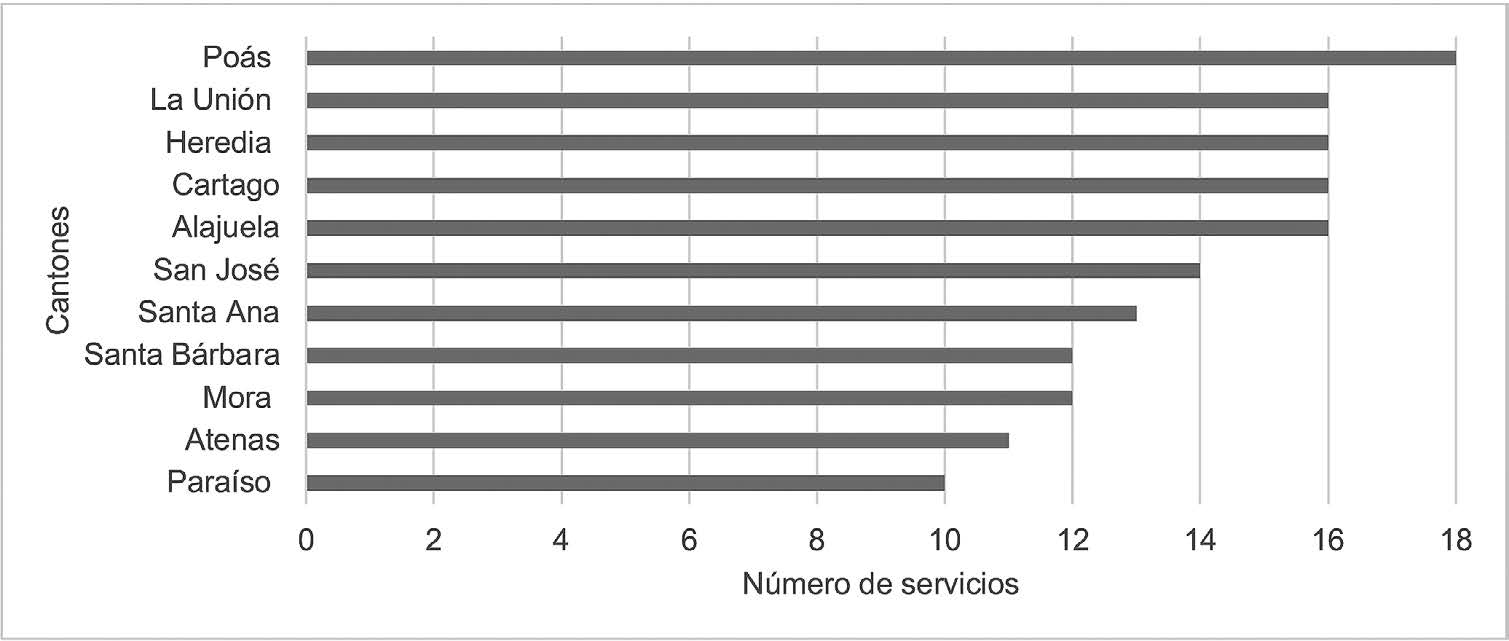 Cantones
Poás
La Unión
Heredia
Cartago
Alajuela
San José
Santa Ana
Santa Bárbara
Mora
Atenas
Paraíso
0 2 4 6 8 10 12 14 16 18
Número de servicios